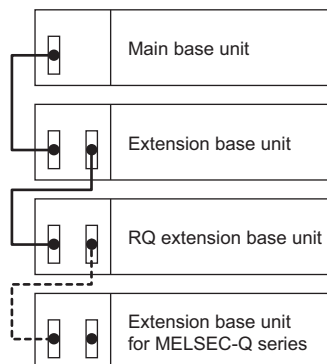 Main base unit
Extension base unit
RQ extension base unit
Extension base unit
for MELSEC-Q series